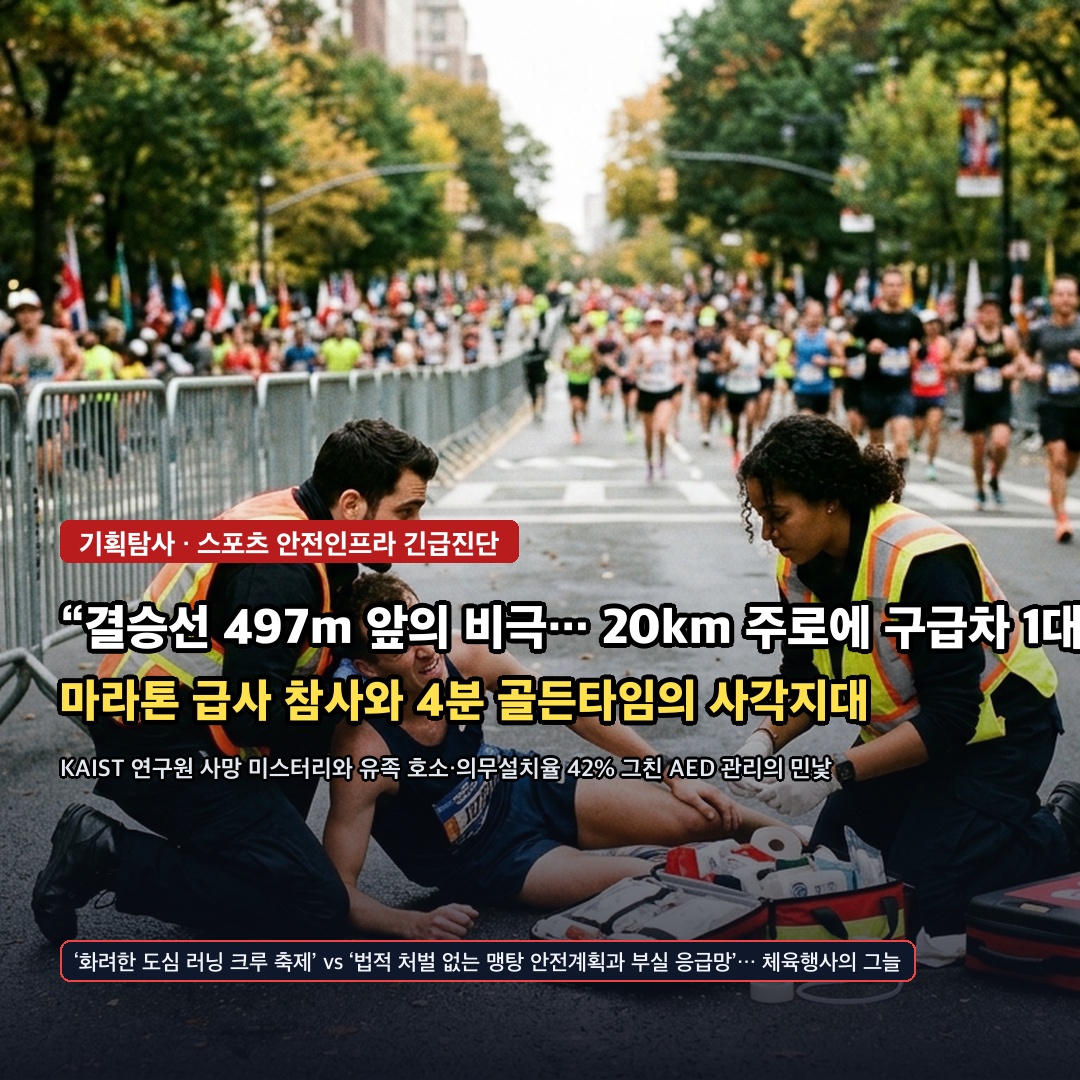 기획탐사 · 스포츠 안전인프라 긴급진단
“결승선 497m 앞의 비극… 20km 주로에 구급차 1대
마라톤 급사 참사와 4분 골든타임의 사각지대
KAIST 연구원 사망 미스터리와 유족 호소·의무설치율 42% 그친 AED 관리의 민낯
‘화려한 도심 러닝 크루 축제’ vs ‘법적 처벌 없는 맹탕 안전계획과 부실 응급망’… 체육행사의 그늘